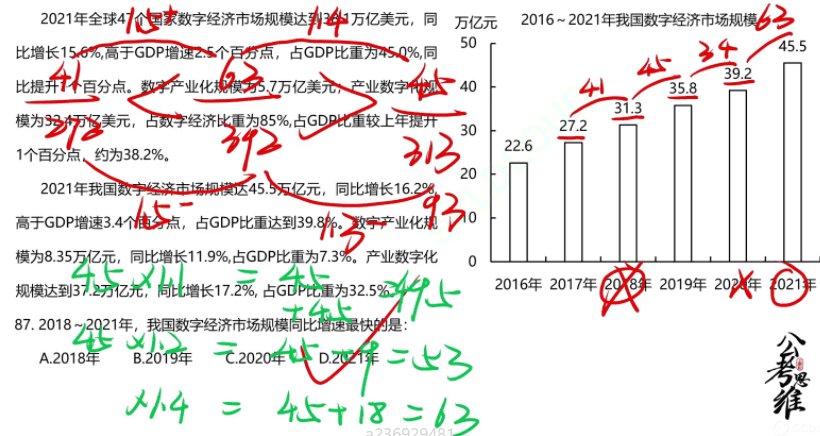 2021年全球47个国家数字经济市场规模达到38.1万亿美元，同
比增长15.6%,高于GDP增速2.5个百分点，占GDP比重为45.0%,同
比提升1个百分点。数字产业化规模为5.7万亿美元；产业数字化规
模为32.4万亿美元，占数字经济比重为85%,占GDP比重较上年提升
1个百分点，约为38.2%。
2021年我国数字经济市场规模达45.5万亿元，同比增长16.2%,
高于GDP增速3.4个百分点，占GDP比重达到39.8%。数字产业化规
模为8.35万亿元，同比增长11.9%,占GDP比重为7.3%。产业数字化
规模达到37.2万亿元，同比增长17.2%, 占GDP比重为32.5%。
87. 2018～2021年，我国数字经济市场规模同比增速最快的是：
A.2018年 B.2019年 C.2020年 D.2021年
15+ 14
41 63 45
272 392 313
15- 13- 93
45×1.1 = 45+4.5 = 49.5
45×1.2 = 45+9 = 53
×1.4 = 45+18 = 63
万亿元 2016～2021年我国数字经济市场规模
50
40
30
20
10
0
22.6 27.2 31.3 35.8 39.2 45.5
41 45 34 63
2016年 2017年 2018年 2019年 2020年 2021年
公考思维
a236929481